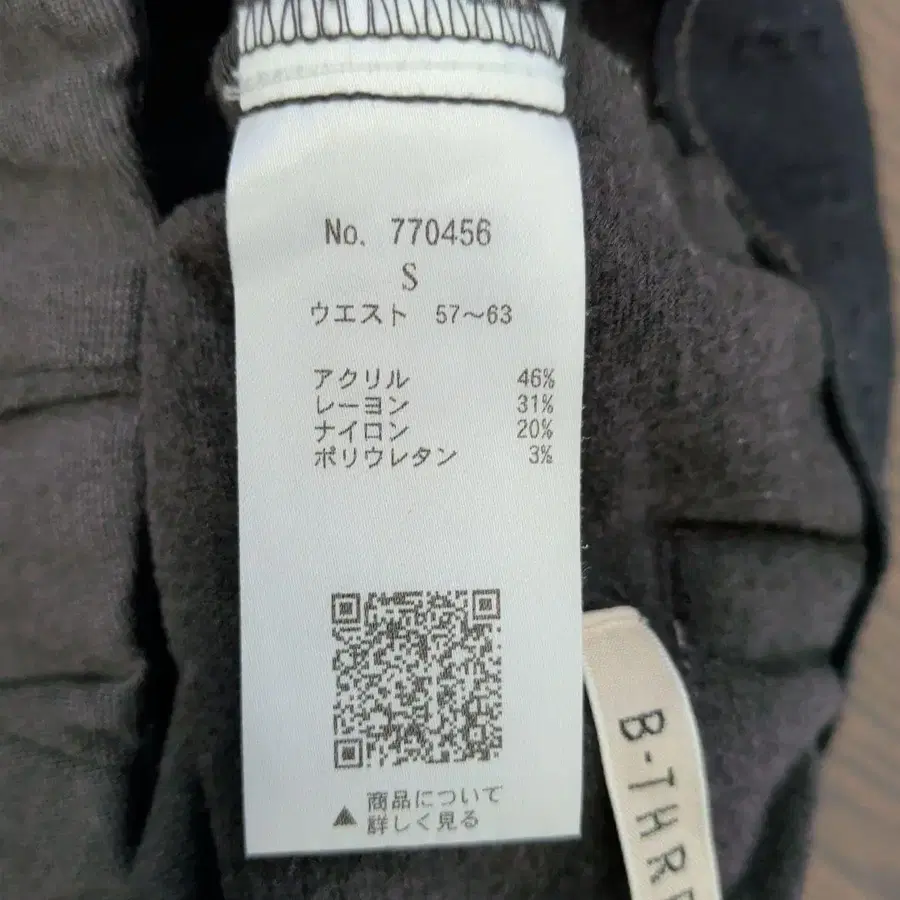 No. 770456
S
ウエスト 57～63
アクリル 46%
レーヨン 31%
ナイロン 20%
ポリウレタン 3%
▲ 商品について
詳しく見る
B-THRE